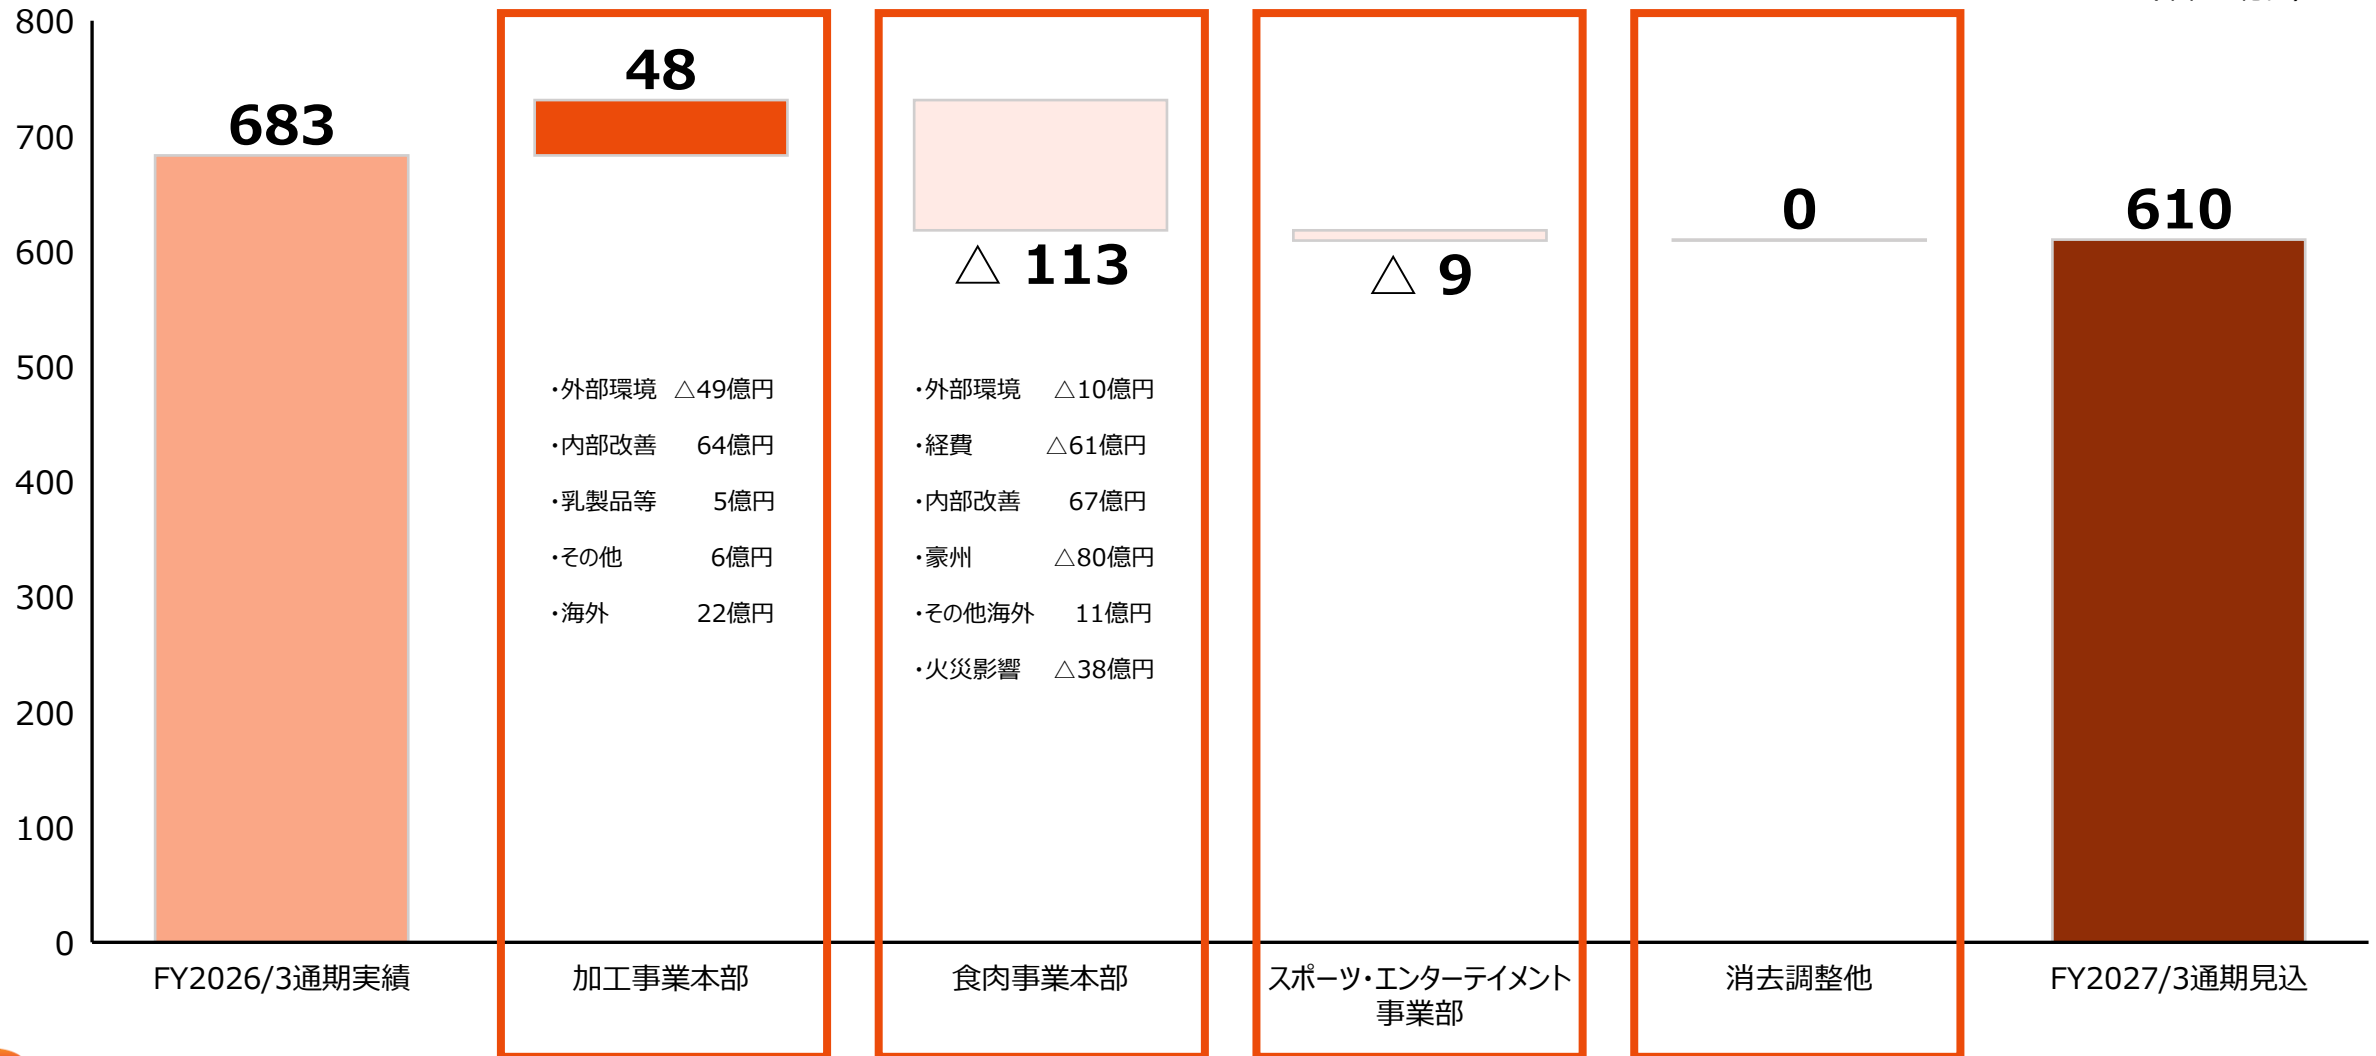 800
700
600
500
400
300
200
100
0
683
48
△ 113
△ 9
0
610
・外部環境 △49億円
・内部改善 64億円
・乳製品等 5億円
・その他 6億円
・海外 22億円
・外部環境 △10億円
・経費 △61億円
・内部改善 67億円
・豪州 △80億円
・その他海外 11億円
・火災影響 △38億円
FY2026/3通期実績
加工事業本部
食肉事業本部
スポーツ・エンターテイメント
事業部
消去調整他
FY2027/3通期見込